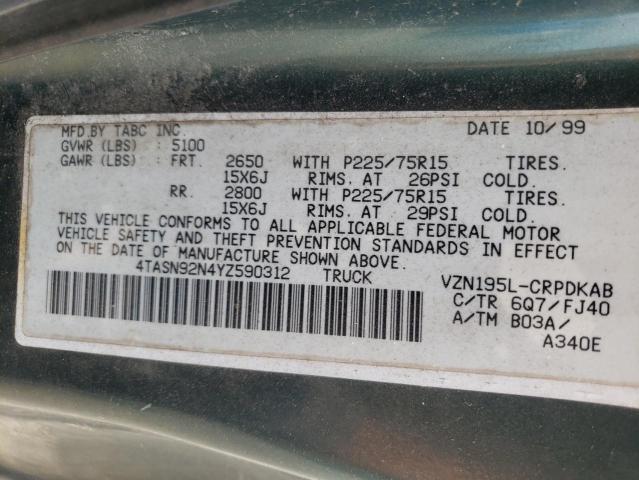 MFD.BY TABC INC. DATE 10/99
GVWR (LBS) : 5100
GAWR (LBS) : FRT. 2650 WITH P225/75R15 TIRES.
15X6J RIMS. AT 26PSI COLD.
RR. 2800 WITH P225/75R15 TIRES.
15X6J RIMS. AT 29PSI COLD.
THIS VEHICLE CONFORMS TO ALL APPLICABLE FEDERAL MOTOR
VEHICLE SAFETY AND THEFT PREVENTION STANDARDS IN EFFECT
ON THE DATE OF MANUFACTURE SHOWN ABOVE.
4TASN92N4YZ590312 TRUCK VZN195L-CRPDKAB
C/TR 6Q7/FJ40
A/TM B03A/
A340E